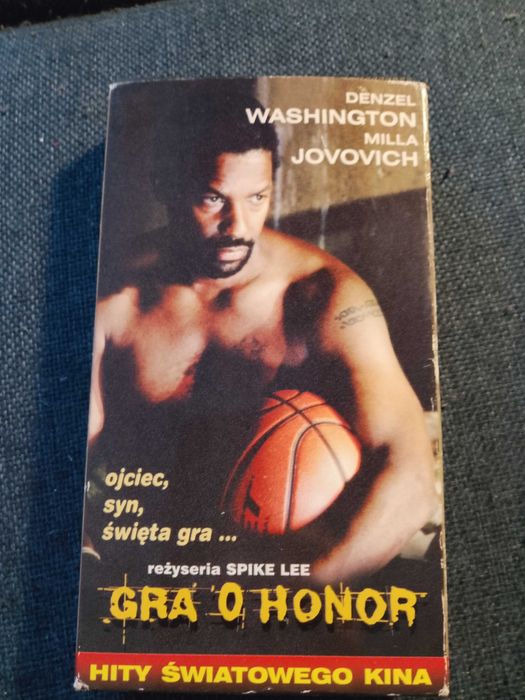 DENZEL
WASHINGTON
MILLA
JOVOVICH
ojciec,
syn,
święta gra ...
reżyseria SPIKE LEE
GRA O HONOR
HITY ŚWIATOWEGO KINA